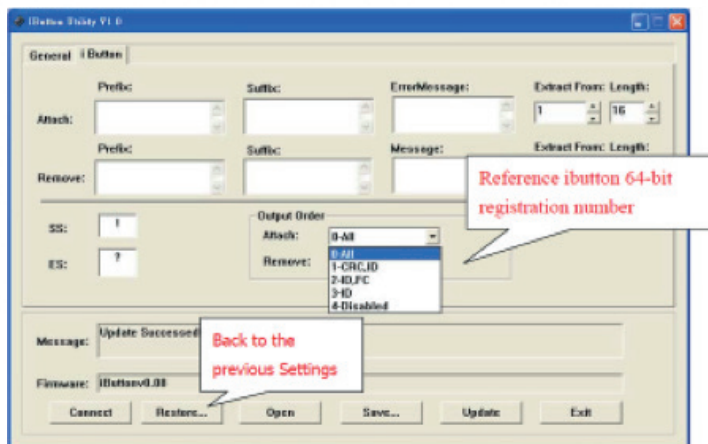 iButton Utility V1.0
General iButton
Prefix: Suffix: ErrorMessage: Extract From: Length:
Attach: 1 16
Prefix: Suffix: Message: Extract From: Length:
Remove:
Reference ibutton 64-bit
registration number
SS: !
ES: ?
Output Order
Attach: 0-All
Remove:
0-All
1-CRC,ID
2-ID,FC
3-ID
4-Disabled
Message: Update Successed
Back to the
previous Settings
Firmware: iButtonv0.00
Connect Restore... Open Save... Update Exit